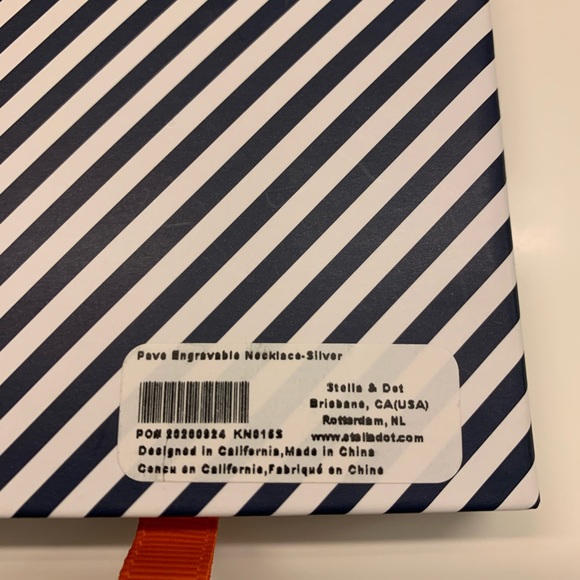 Pave Engravable Necklace-Silver
Stella & Dot
Brisbane, CA(USA)
Rotterdam, NL
PO# 20200924 KN015S
www.stelladot.com
Designed in California,Made in China
Concu en Californie,Fabriqué en Chine